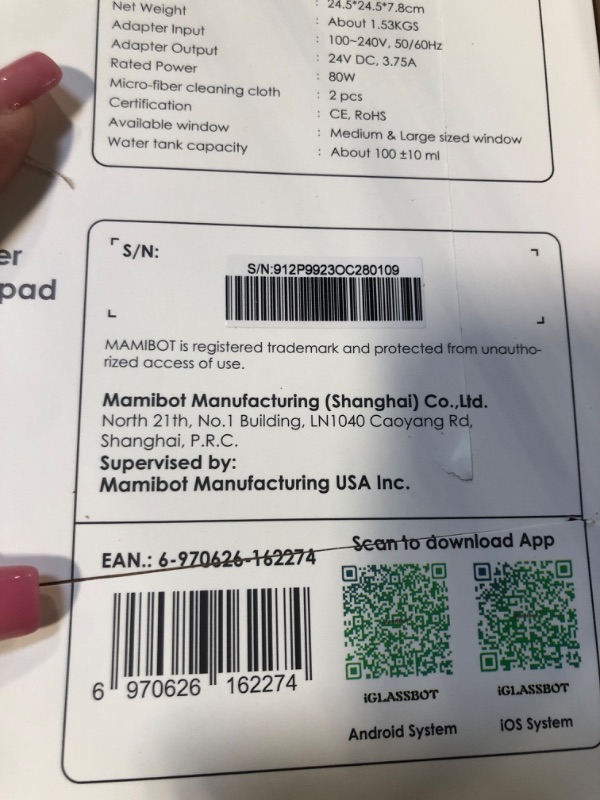 24.5*24.5*7.8cm
Net Weight : About 1.53KGS
Adapter Input : 100~240V, 50/60Hz
Adapter Output : 24V DC, 3.75A
Rated Power : 80W
Micro-fiber cleaning cloth : 2 pcs
Certification : CE, RoHS
Available window : Medium & Large sized window
Water tank capacity : About 100 ±10 ml
er
pad
S/N:
S/N:912P9923OC280109
MAMIBOT is registered trademark and protected from unautho-
rized access of use.
Mamibot Manufacturing (Shanghai) Co.,Ltd.
North 21th, No.1 Building, LN1040 Caoyang Rd,
Shanghai, P.R.C.
Supervised by:
Mamibot Manufacturing USA Inc.
EAN.: 6-970626-162274
Scan to download App
6 970626 162274
iGLASSBOT iGLASSBOT
Android System iOS System